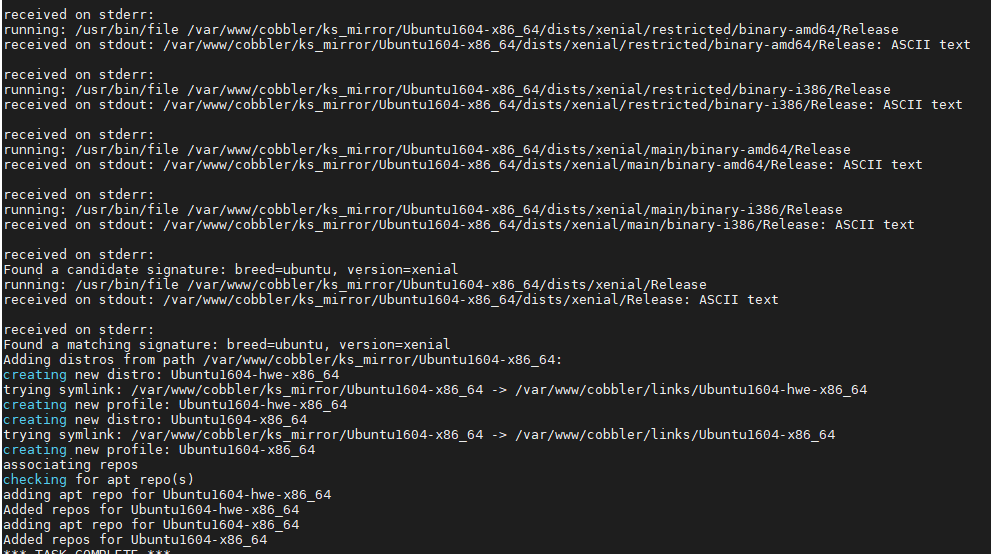 received on stderr:
running: /usr/bin/file /var/www/cobbler/ks_mirror/Ubuntu1604-x86_64/dists/xenial/restricted/binary-amd64/Release
received on stdout: /var/www/cobbler/ks_mirror/Ubuntu1604-x86_64/dists/xenial/restricted/binary-amd64/Release: ASCII text
received on stderr:
running: /usr/bin/file /var/www/cobbler/ks_mirror/Ubuntu1604-x86_64/dists/xenial/restricted/binary-i386/Release
received on stdout: /var/www/cobbler/ks_mirror/Ubuntu1604-x86_64/dists/xenial/restricted/binary-i386/Release: ASCII text
received on stderr:
running: /usr/bin/file /var/www/cobbler/ks_mirror/Ubuntu1604-x86_64/dists/xenial/main/binary-amd64/Release
received on stdout: /var/www/cobbler/ks_mirror/Ubuntu1604-x86_64/dists/xenial/main/binary-amd64/Release: ASCII text
received on stderr:
running: /usr/bin/file /var/www/cobbler/ks_mirror/Ubuntu1604-x86_64/dists/xenial/main/binary-i386/Release
received on stdout: /var/www/cobbler/ks_mirror/Ubuntu1604-x86_64/dists/xenial/main/binary-i386/Release: ASCII text
received on stderr:
Found a candidate signature: breed=ubuntu, version=xenial
running: /usr/bin/file /var/www/cobbler/ks_mirror/Ubuntu1604-x86_64/dists/xenial/Release
received on stdout: /var/www/cobbler/ks_mirror/Ubuntu1604-x86_64/dists/xenial/Release: ASCII text
received on stderr:
Found a matching signature: breed=ubuntu, version=xenial
Adding distros from path /var/www/cobbler/ks_mirror/Ubuntu1604-x86_64:
creating new distro: Ubuntu1604-hwe-x86_64
trying symlink: /var/www/cobbler/ks_mirror/Ubuntu1604-x86_64 -> /var/www/cobbler/links/Ubuntu1604-hwe-x86_64
creating new profile: Ubuntu1604-hwe-x86_64
creating new distro: Ubuntu1604-x86_64
trying symlink: /var/www/cobbler/ks_mirror/Ubuntu1604-x86_64 -> /var/www/cobbler/links/Ubuntu1604-x86_64
creating new profile: Ubuntu1604-x86_64
associating repos
checking for apt repo(s)
adding apt repo for Ubuntu1604-hwe-x86_64
Added repos for Ubuntu1604-hwe-x86_64
adding apt repo for Ubuntu1604-x86_64
Added repos for Ubuntu1604-x86_64
*** TASK COMPLETE ***